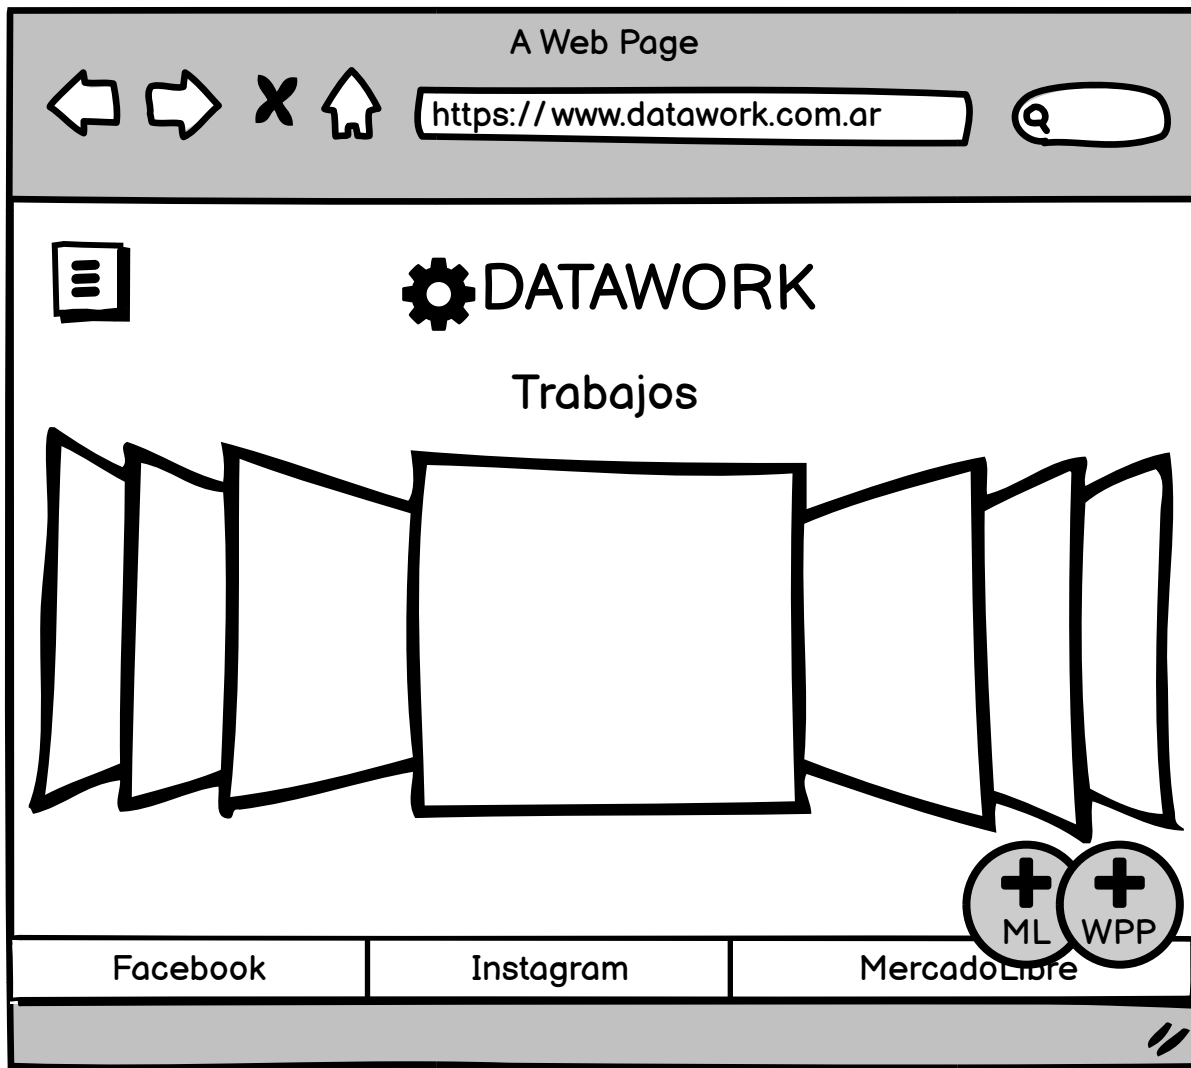 A Web Page
https://www.datawork.com.ar
DATAWORK
Trabajos
ML
WPP
Facebook
Instagram
MercadoLibre